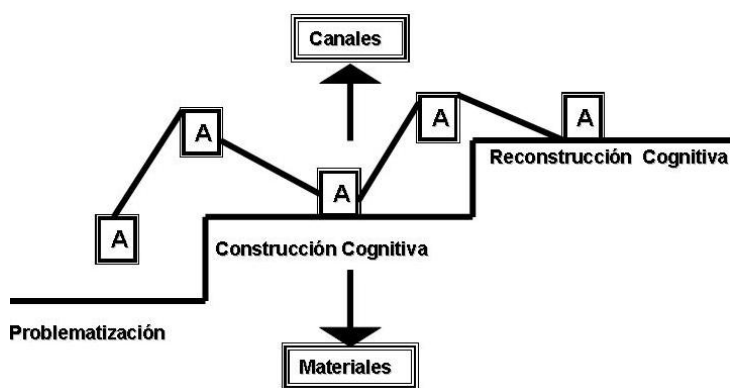 Canales
A
A
A
A
A
Reconstrucción Cognitiva
Construcción Cognitiva
Problematización
Materiales